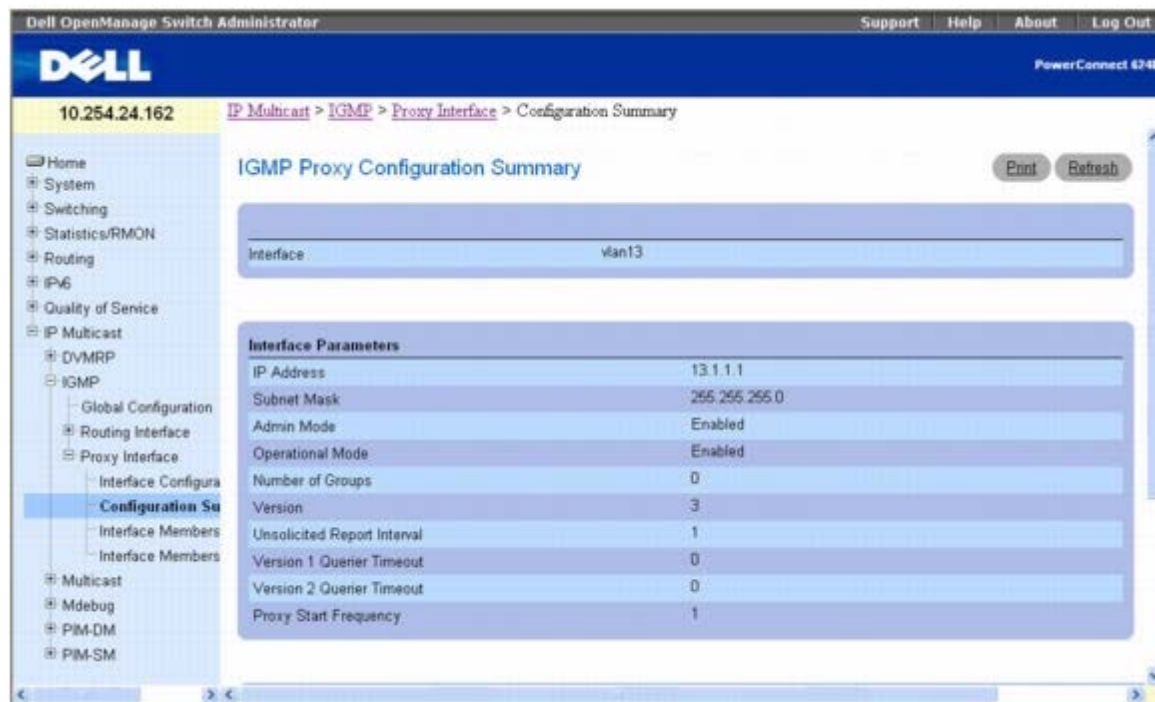 Dell OpenManage Switch Administrator Support Help About Log Out
DELL
PowerConnect 624
10.254.24.162
IP Multicast > IGMP > Proxy Interface > Configuration Summary
Home
System
Switching
Statistics/RMON
Routing
IPv6
Quality of Service
IP Multicast
DVMRP
IGMP
Global Configuration
Routing Interface
Proxy Interface
Interface Configura
Configuration Su
Interface Members
Interface Members
Multicast
Mdebug
PIM-DM
PIM-SM
IGMP Proxy Configuration Summary
Print Refresh
Interface vlan13
Interface Parameters
IP Address 13.1.1.1
Subnet Mask 255.255.255.0
Admin Mode Enabled
Operational Mode Enabled
Number of Groups 0
Version 3
Unsolicited Report Interval 1
Version 1 Querier Timeout 0
Version 2 Querier Timeout 0
Proxy Start Frequency 1